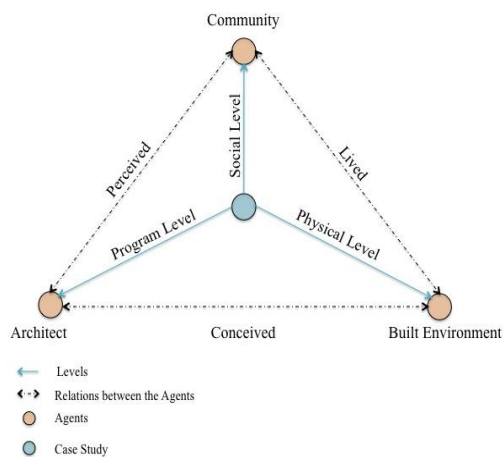 Community
Perceived
Social Level
Lived
Program Level
Physical Level
Architect
Conceived
Built Environment
Levels
Relations between the Agents
Agents
Case Study